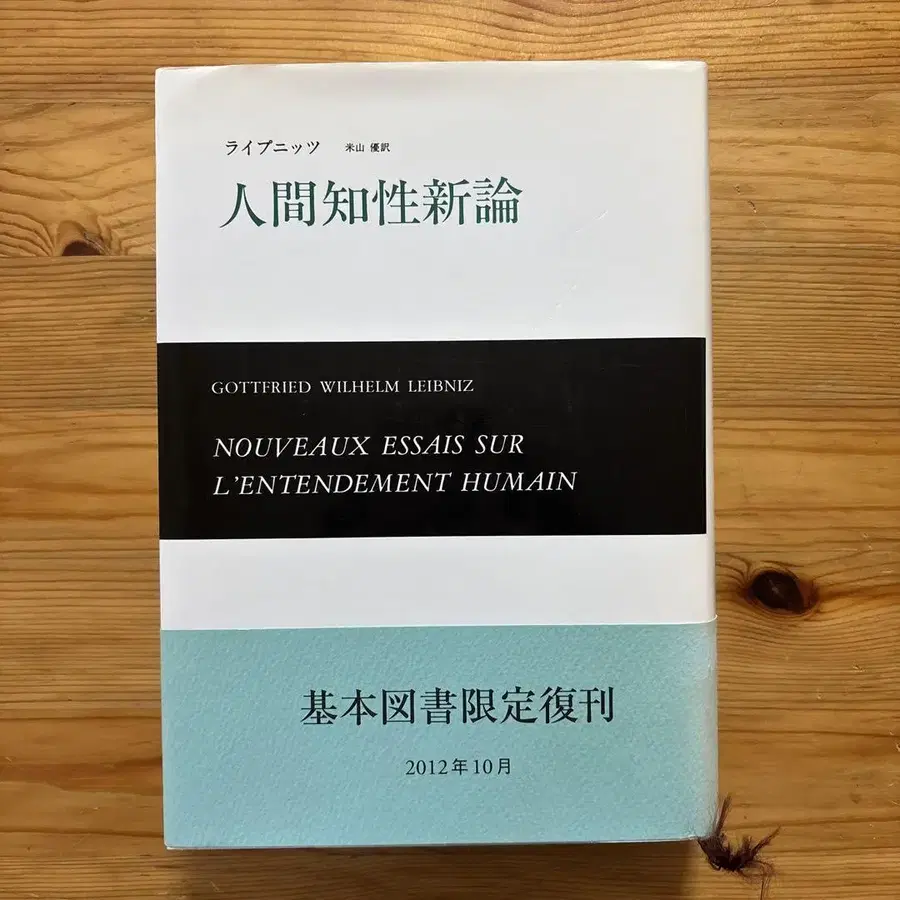 ライプニッツ 米山 優訳
人間知性新論
GOTTFRIED WILHELM LEIBNIZ
NOUVEAUX ESSAIS SUR
L'ENTENDEMENT HUMAIN
基本図書限定復刊
2012年10月